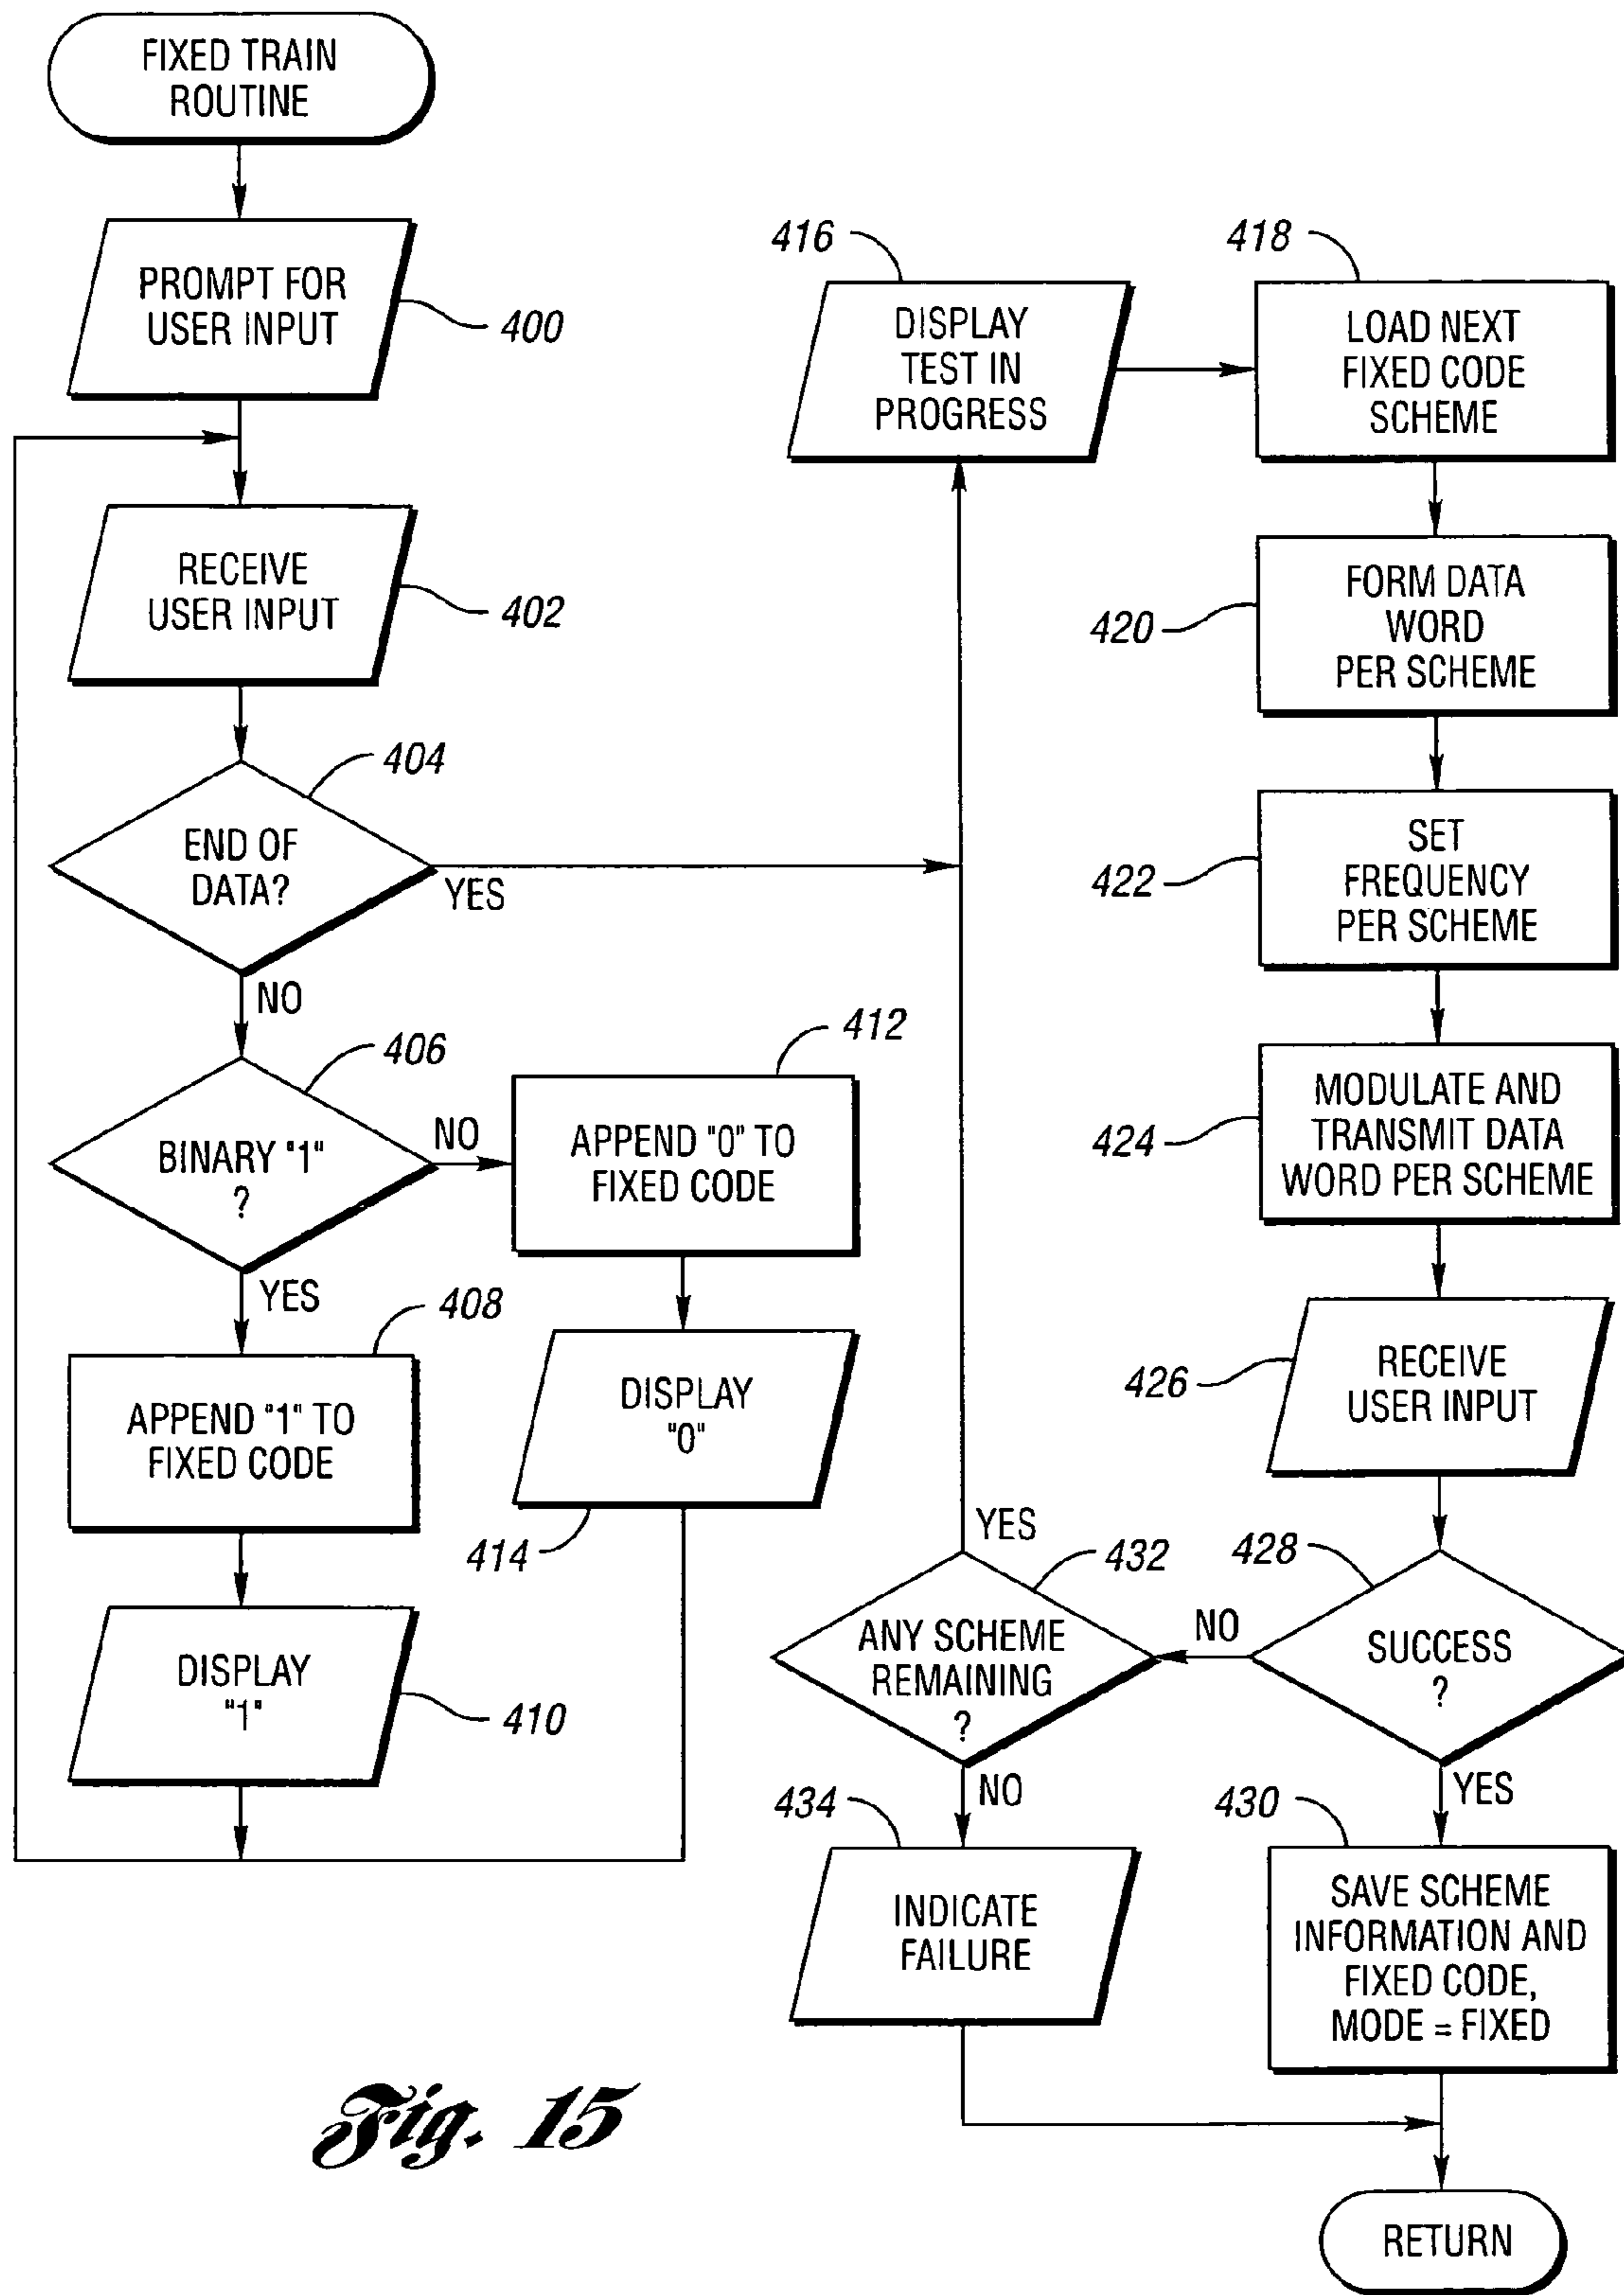 FIXED TRAIN
ROUTINE
PROMPT FOR
USER INPUT
400
RECEIVE
USER INPUT
402
404
END OF
DATA?
YES
NO
406
BINARY "1"
?
NO
YES
412
APPEND "0" TO
FIXED CODE
408
APPEND "1" TO
FIXED CODE
DISPLAY
"0"
414
DISPLAY
"1"
410
416
DISPLAY
TEST IN
PROGRESS
418
LOAD NEXT
FIXED CODE
SCHEME
420
FORM DATA
WORD
PER SCHEME
422
SET
FREQUENCY
PER SCHEME
424
MODULATE AND
TRANSMIT DATA
WORD PER SCHEME
426
RECEIVE
USER INPUT
428
SUCCESS
?
NO
YES
432
ANY SCHEME
REMAINING
?
YES
NO
434
INDICATE
FAILURE
430
SAVE SCHEME
INFORMATION AND
FIXED CODE,
MODE = FIXED
RETURN
Fig. 15